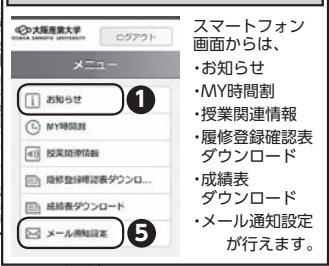 大阪産業大学
OSAKA SANGYO UNIVERSITY
ログアウト
メニュー
お知らせ
❶
MY時間割
授業関連情報
履修登録確認表ダウンロ...
成績表ダウンロード
メール通知設定
❺
スマートフォン
画面からは、
・お知らせ
・MY時間割
・授業関連情報
・履修登録確認表
ダウンロード
・成績表
ダウンロード
・メール通知設定
が行えます。